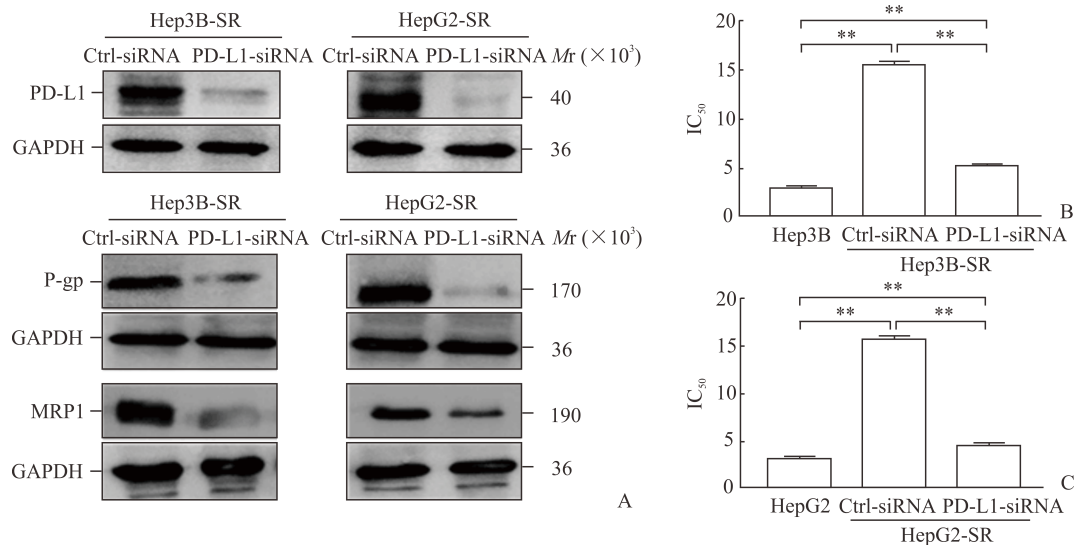 Hep3B-SR HepG2-SR
Ctrl-siRNA PD-L1-siRNA Ctrl-siRNA PD-L1-siRNA Mr (×10³)
PD-L1 40
GAPDH 36
Hep3B-SR HepG2-SR
Ctrl-siRNA PD-L1-siRNA Ctrl-siRNA PD-L1-siRNA Mr (×10³)
P-gp 170
GAPDH 36
MRP1 190
GAPDH 36
A
20
15
10
5
0
IC50
**
** **
Hep3B Ctrl-siRNA PD-L1-siRNA
Hep3B-SR
B
20
15
10
5
0
IC50
**
** **
HepG2 Ctrl-siRNA PD-L1-siRNA
HepG2-SR
C